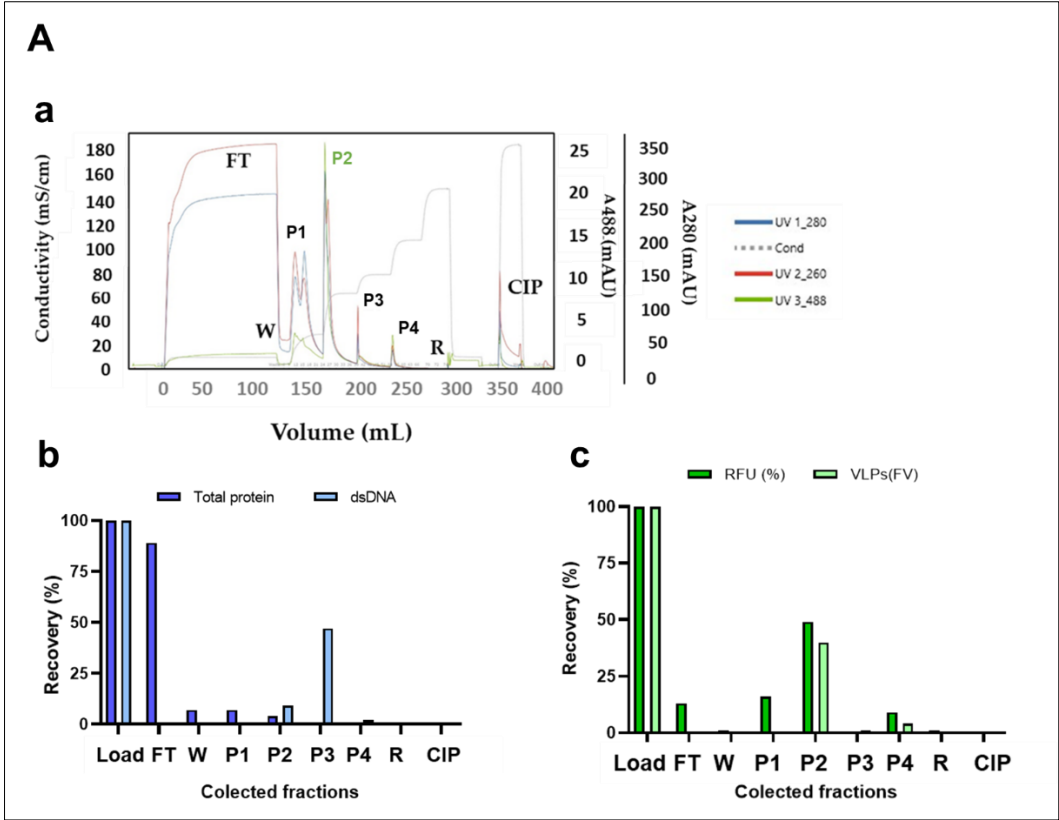 A
a
Conductivity (mS/cm)
180
160
140
120
100
80
60
40
20
0
FT
W
P1
P2
P3
P4
R
CIP
25
20
15
10
5
0
A488.(mAU)
350
300
250
200
150
100
50
0
A280 (mAU)
UV 1_280
Cond
UV 2_260
UV 3_488
0 50 100 150 200 250 300 350 400
Volume (mL)
b
Total protein dsDNA
Recovery (%)
100
75
50
25
0
Load FT W P1 P2 P3 P4 R CIP
Colected fractions
c
RFU (%) VLPs(FV)
Recovery (%)
100
75
50
25
0
Load FT W P1 P2 P3 P4 R CIP
Colected fractions